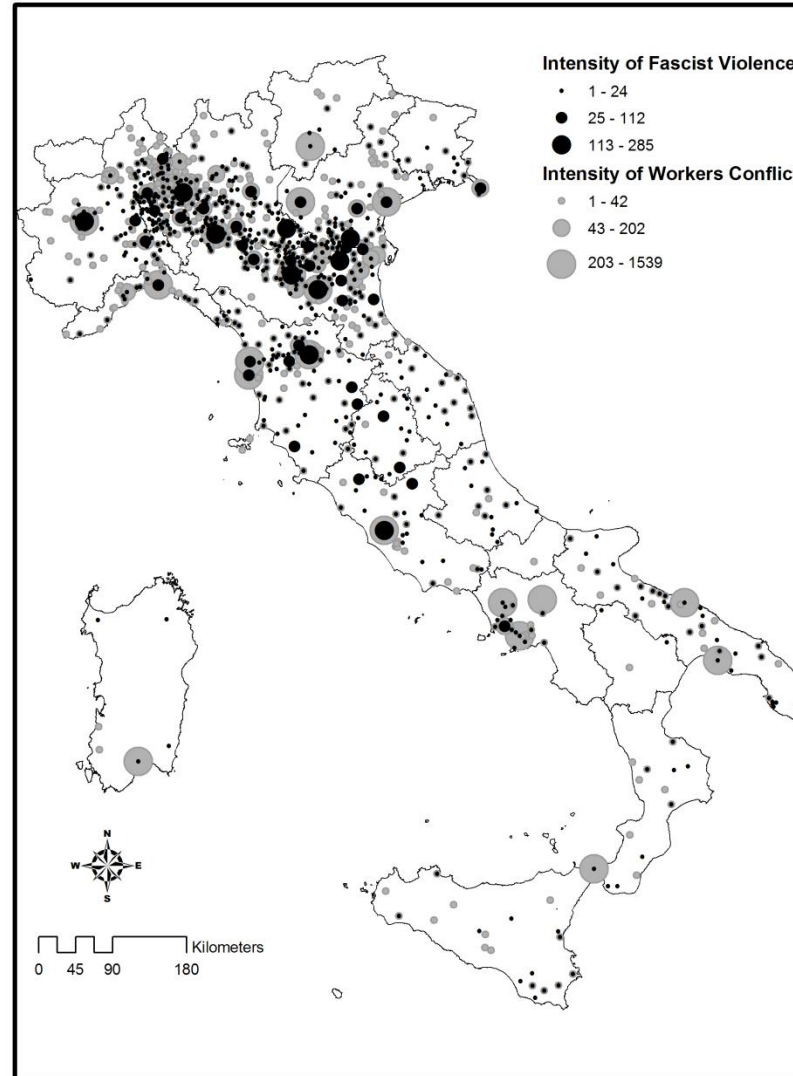 Intensity of Fascist Violence
1 - 24
25 - 112
113 - 285
Intensity of Workers Conflic
1 - 42
43 - 202
203 - 1539
N
W E
S
Kilometers
0 45 90 180